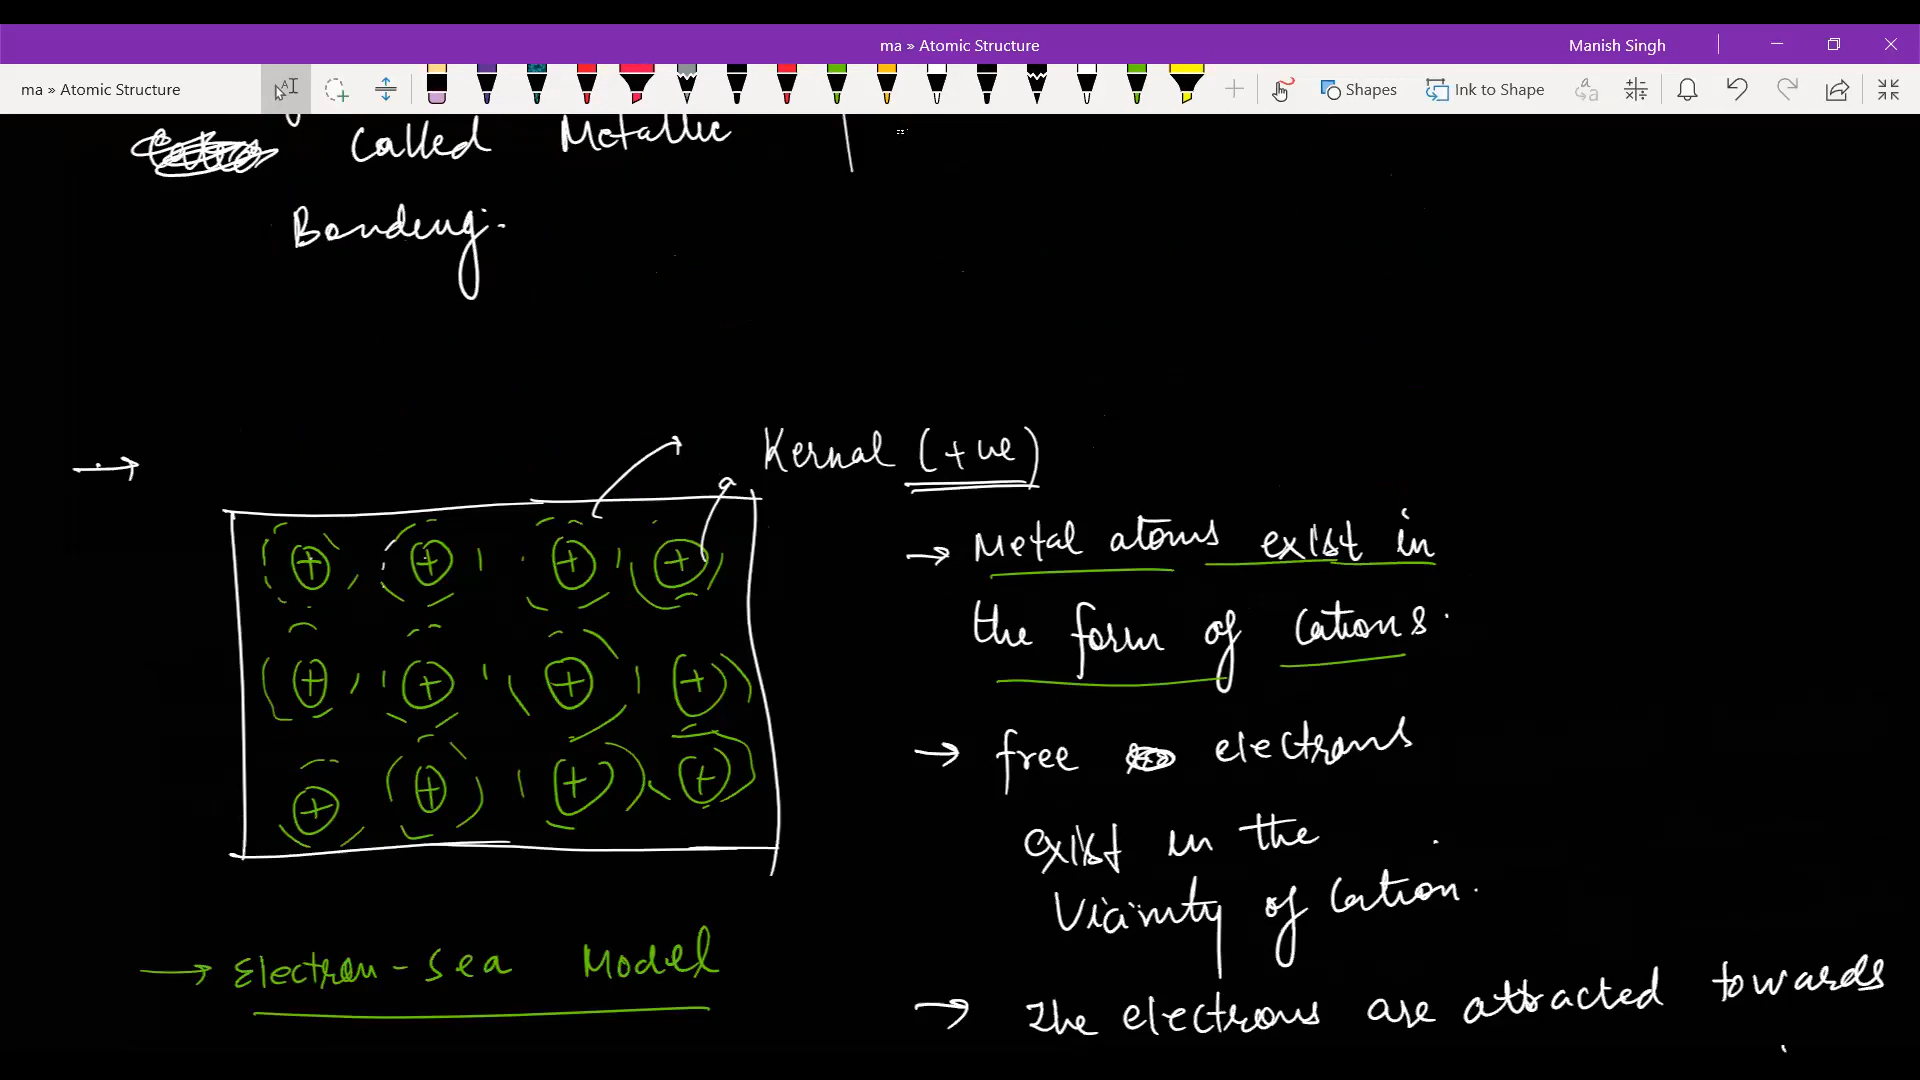 ma » Atomic Structure
Manish Singh
ma » Atomic Structure
Shapes
Ink to Shape
Called Metallic
Bonding.
Kernal (+ve)
→ Metal atoms exist in
the form of Cations.
→ free electrons
exist in the
Vicinity of Cation.
→ Electron-Sea Model
→ The electrons are attracted towards